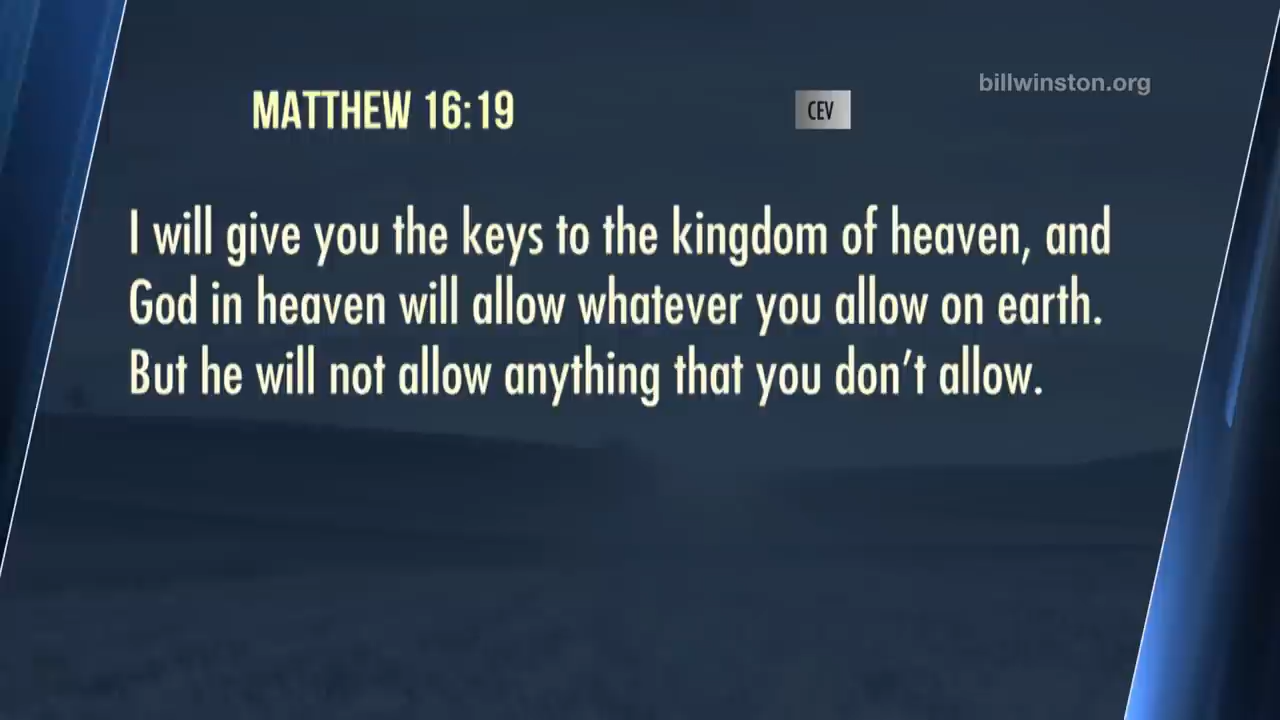 billwinston.org
MATTHEW 16:19 CEV
I will give you the keys to the kingdom of heaven, and
God in heaven will allow whatever you allow on earth.
But he will not allow anything that you don’t allow.